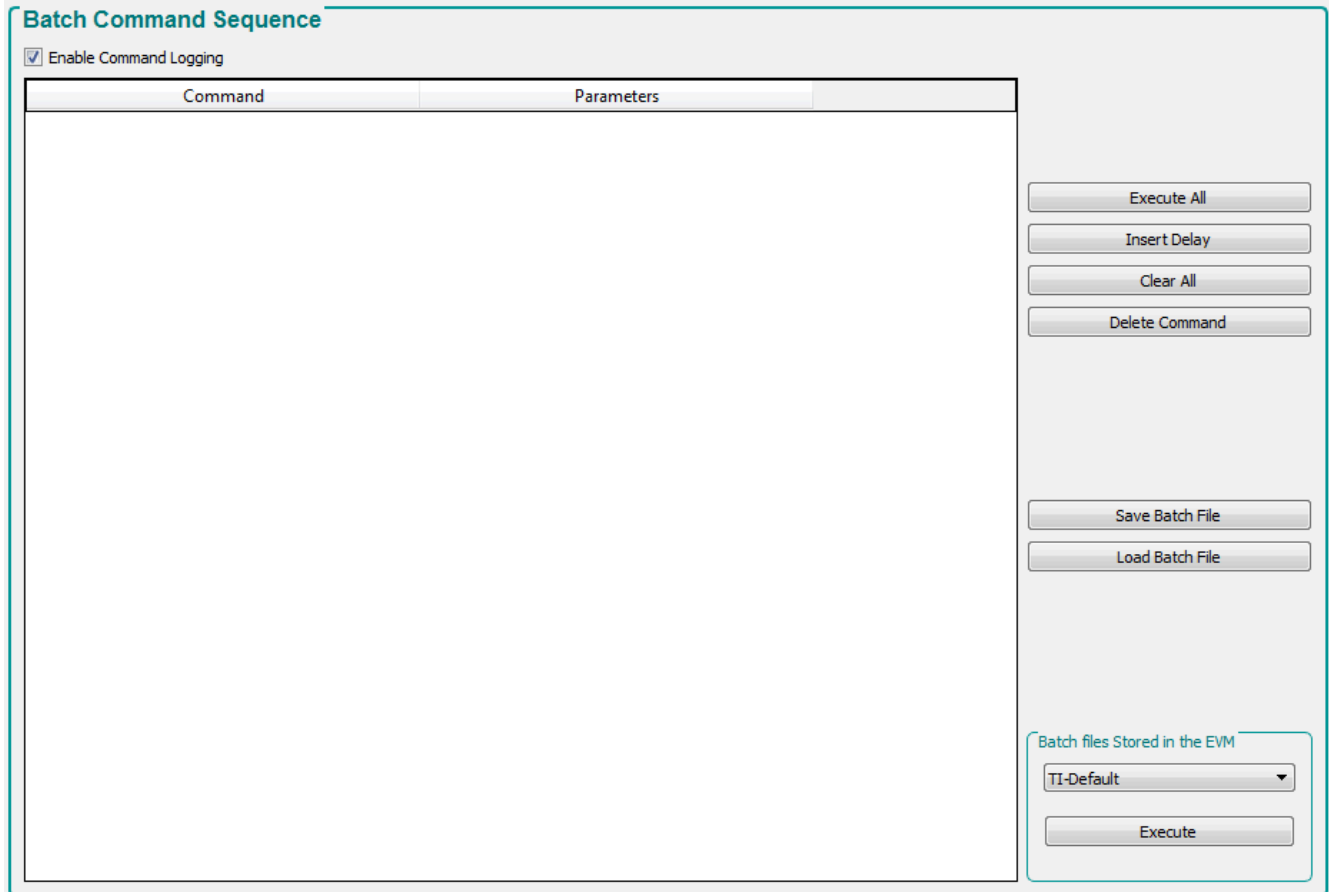 Batch Command Sequence
Enable Command Logging
Command Parameters
Execute All
Insert Delay
Clear All
Delete Command
Save Batch File
Load Batch File
Batch files Stored in the EVM
TI-Default
Execute